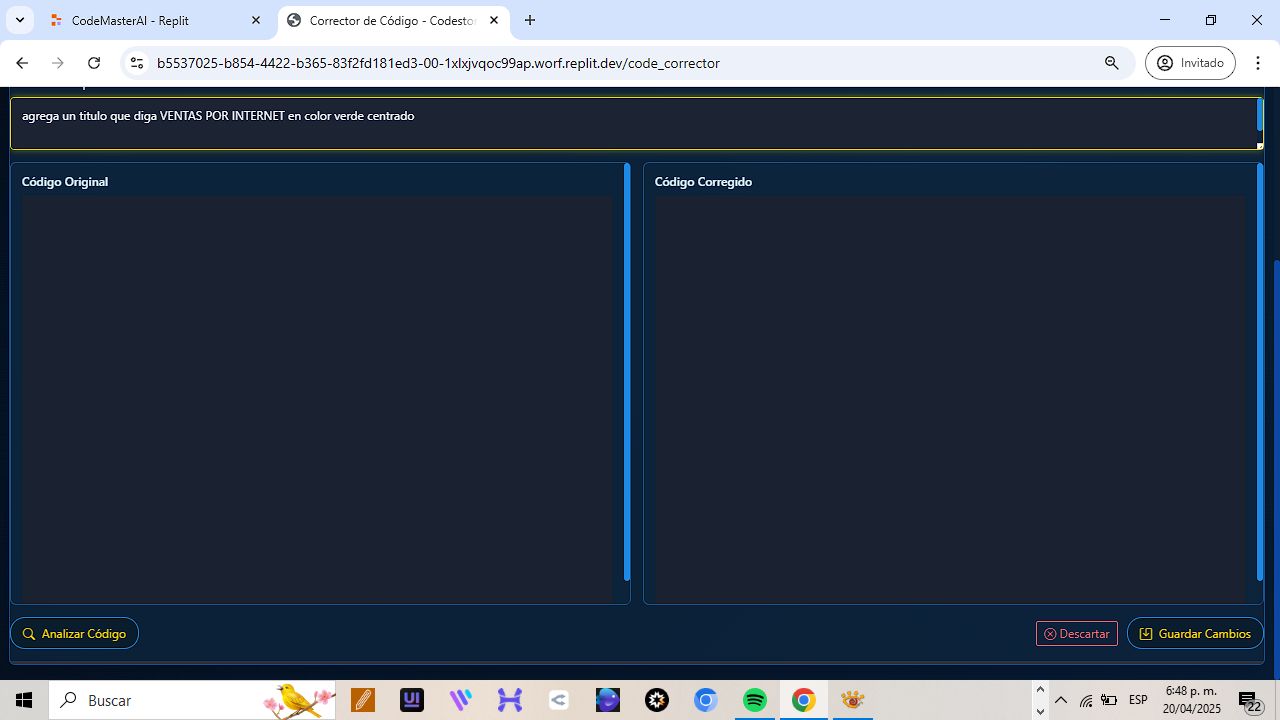 CodeMasterAI - Replit
Corrector de Código - Codesto
b5537025-b854-4422-b365-83f2fd181ed3-00-1xlxjvqoc99ap.worf.replit.dev/code_corrector
Invitado
agrega un titulo que diga VENTAS POR INTERNET en color verde centrado
Código Original
Código Corregido
Analizar Código
Descartar
Guardar Cambios
Buscar
UI
ESP
6:48 p. m.
20/04/2025
22